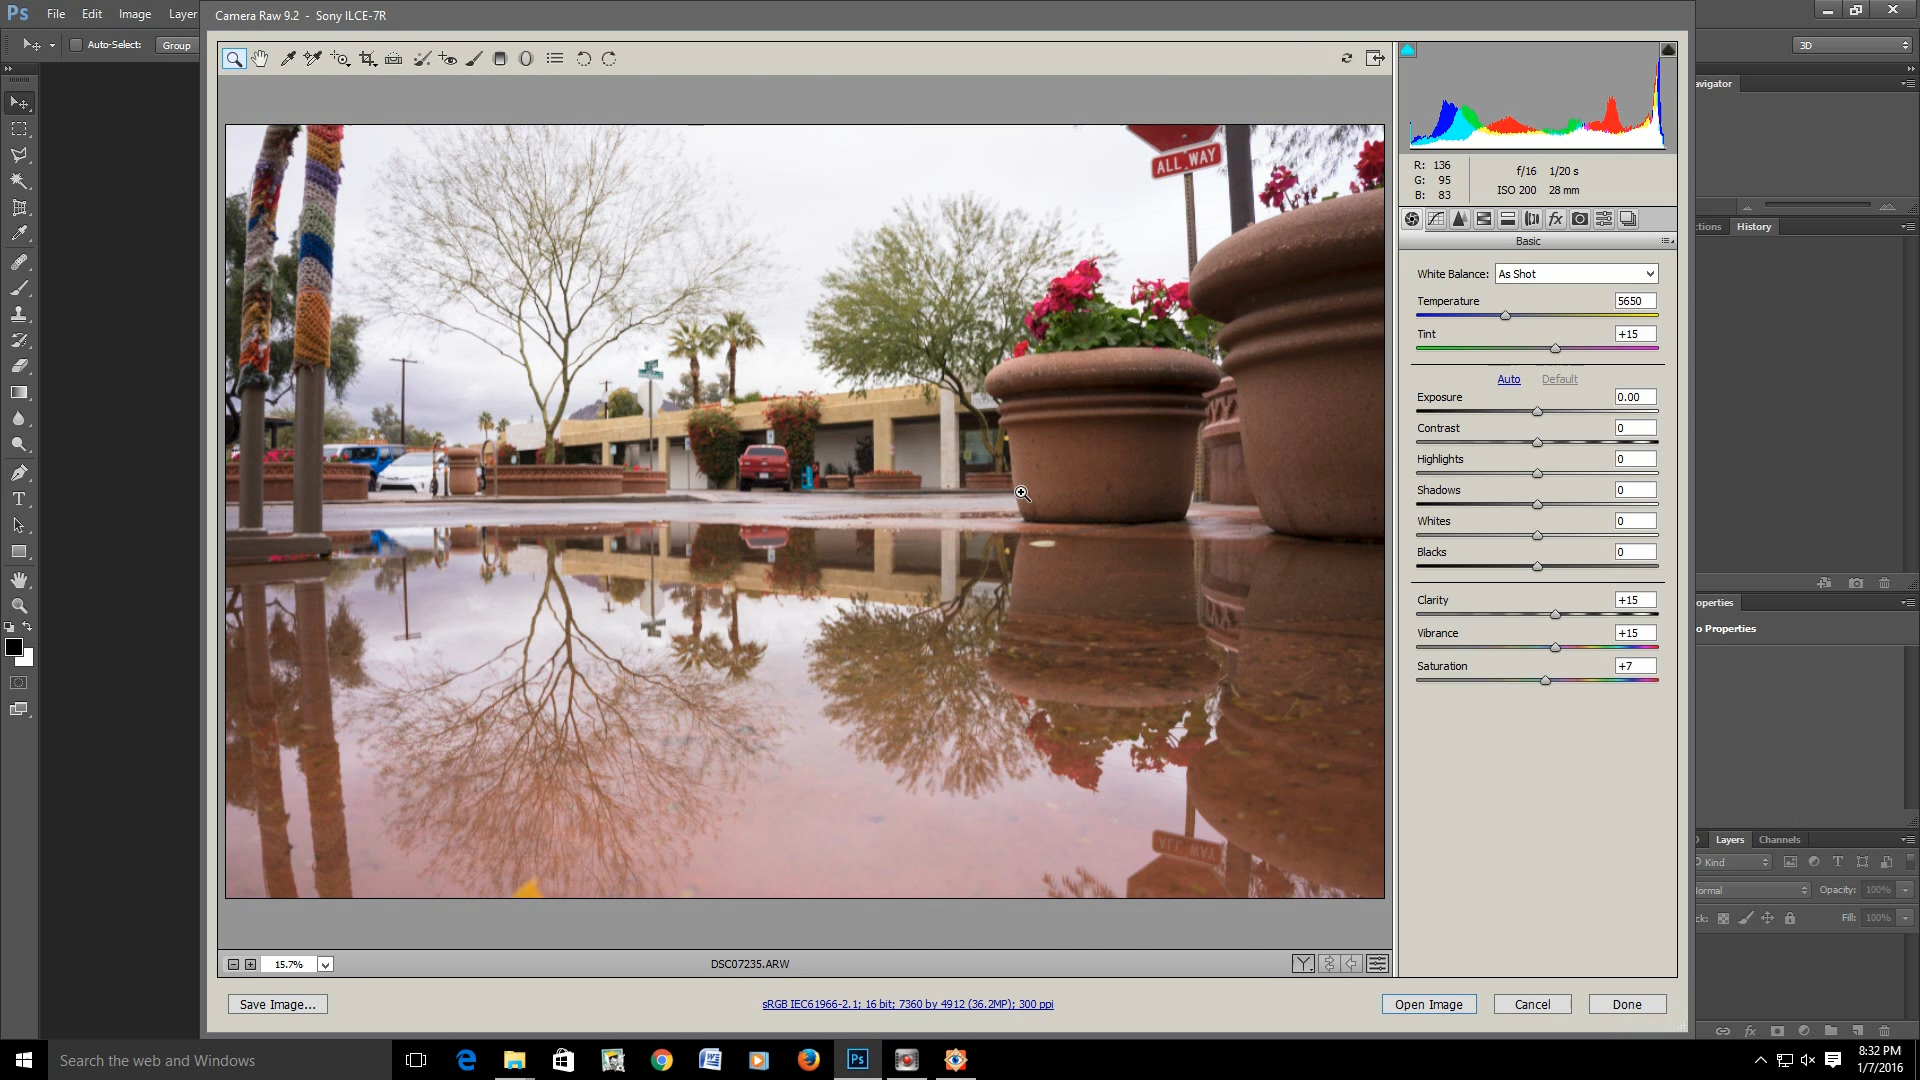 Ps File Edit Image Layer
Camera Raw 9.2 - Sony ILCE-7R
Auto-Select: Group
3D
avigator
R: 136
G: 95
B: 83
f/16 1/20 s
ISO 200 28 mm
ctions History
Basic
White Balance: As Shot
Temperature 5650
Tint +15
Auto Default
Exposure 0.00
Contrast 0
Highlights 0
Shadows 0
Whites 0
Blacks 0
Clarity +15
Vibrance +15
Saturation +7
ALL WAY
operties
o Properties
Layers Channels
Kind
ormal Opacity: 100%
ck: Fill: 100%
15.7%
DSC07235.ARW
Save Image...
sRGB IEC61966-2.1; 16 bit; 7360 by 4912 (36.2MP); 300 ppi
Open Image Cancel Done
Search the web and Windows
8:32 PM
1/7/2016